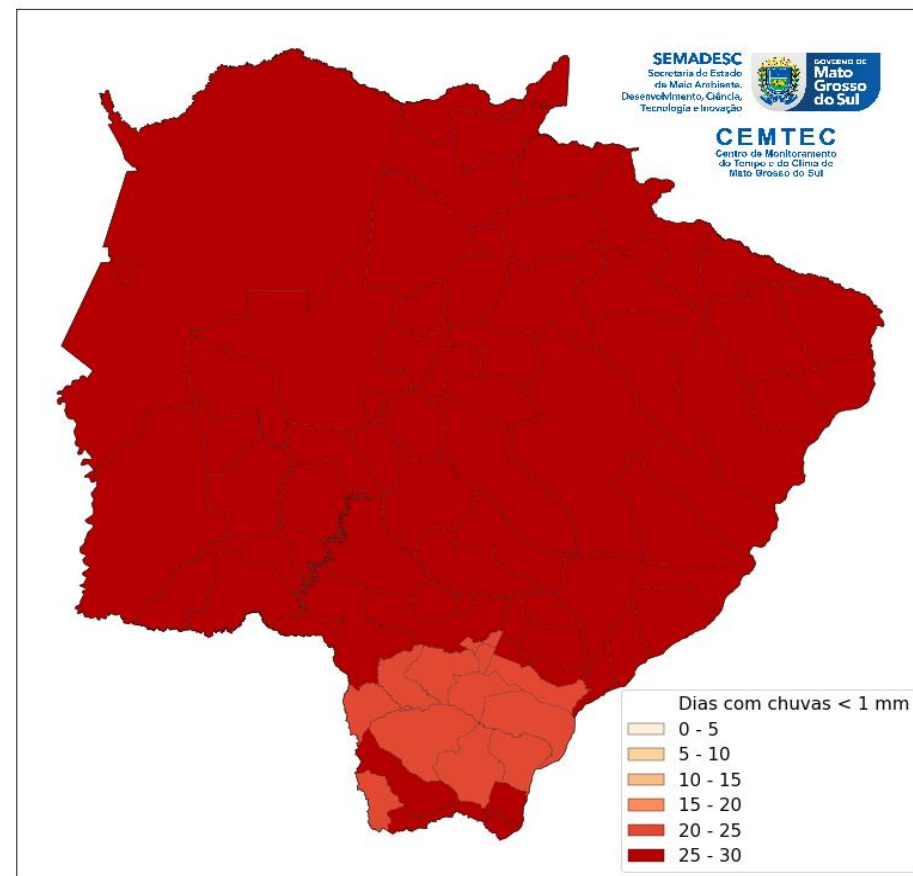 SEMADESC
Secretaria de Estado
de Meio Ambiente,
Desenvolvimento, Ciência,
Tecnologia e Inovação
GOVERNO DE
Mato
Grosso
do Sul
CEMTEC
Centro de Monitoramento
do Tempo e do Clima de
Mato Grosso do Sul
Dias com chuvas < 1 mm
0 - 5
5 - 10
10 - 15
15 - 20
20 - 25
25 - 30